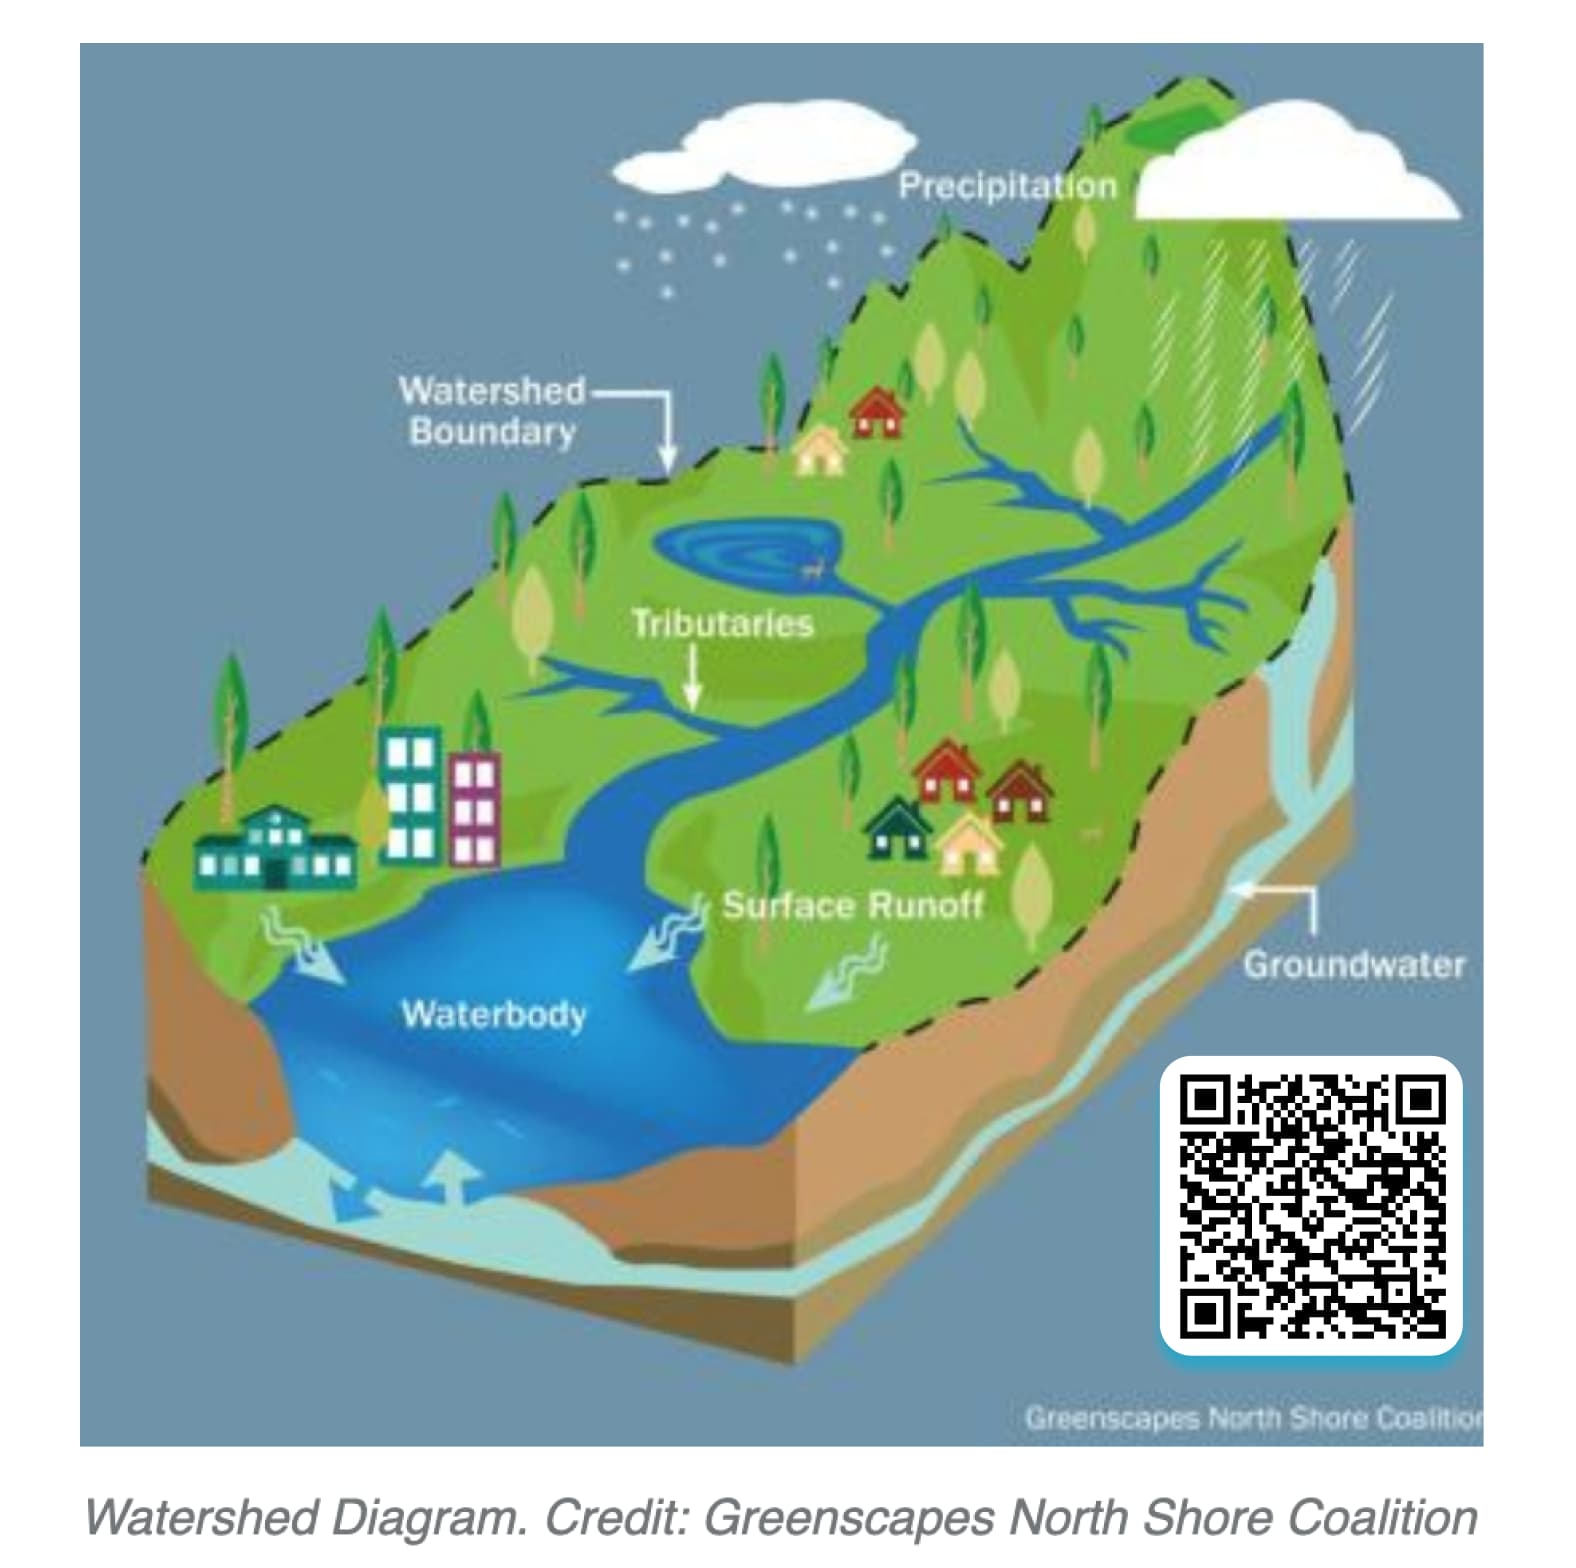 Precipitation
Watershed
Boundary
Tributaries
Surface Runoff
Waterbody
Groundwater
Greenscapes North Shore Coalition
Watershed Diagram. Credit: Greenscapes North Shore Coalition